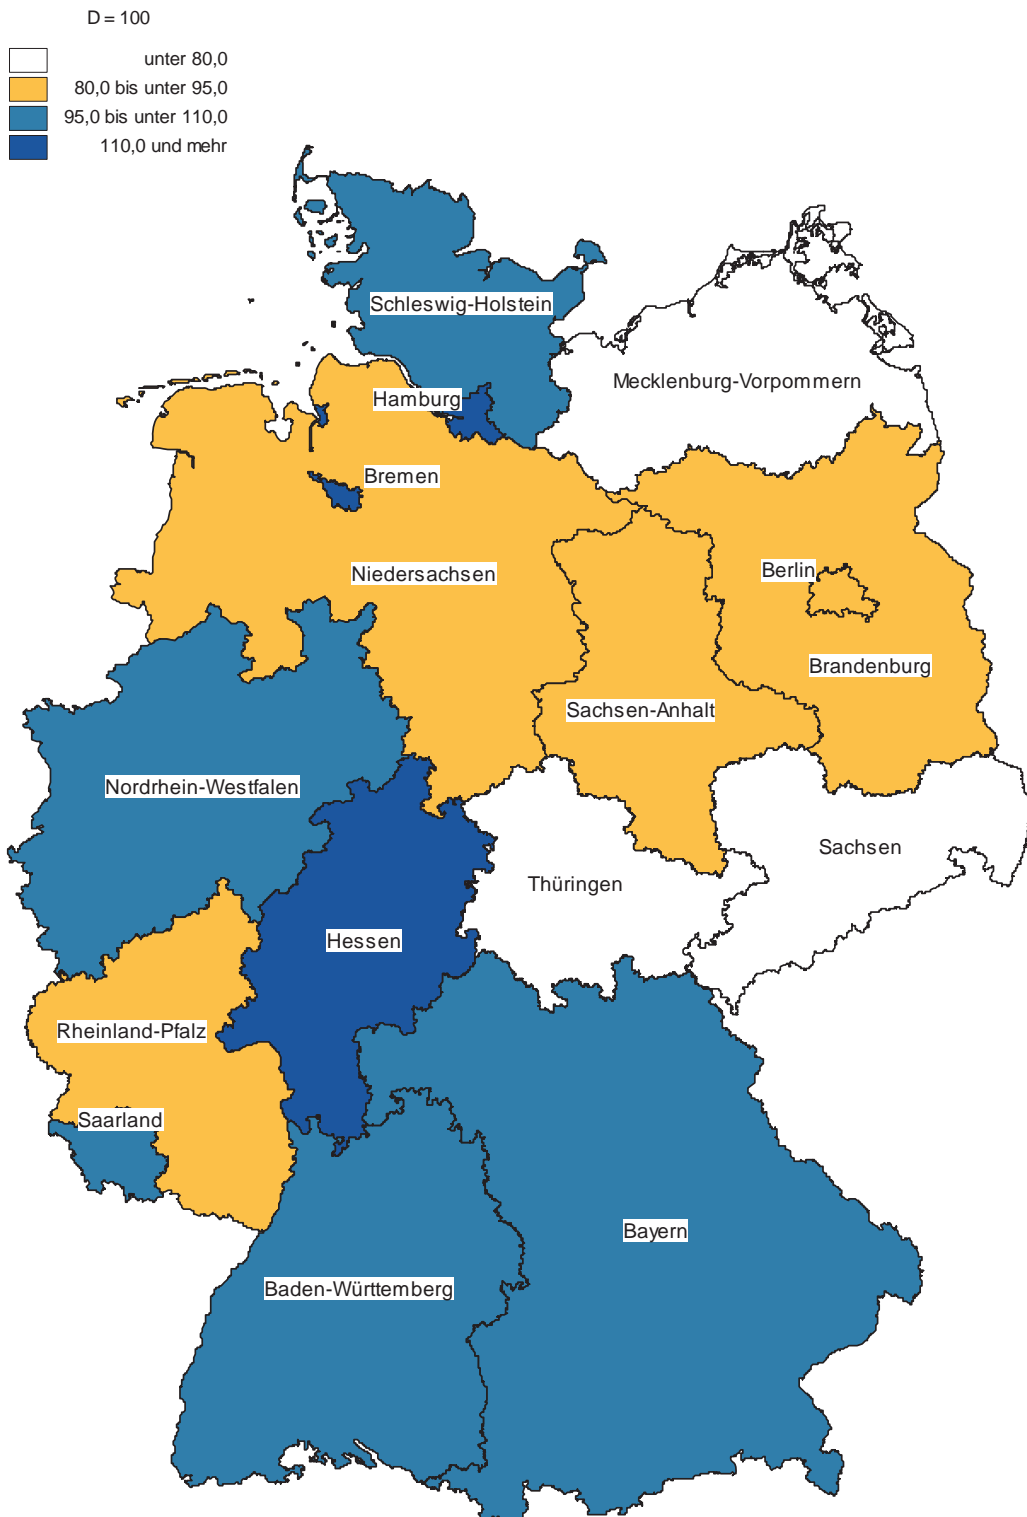 D = 100
unter 80,0
80,0 bis unter 95,0
95,0 bis unter 110,0
110,0 und mehr
Schleswig-Holstein
Mecklenburg-Vorpommern
Hamburg
Bremen
Niedersachsen
Berlin
Brandenburg
Sachsen-Anhalt
Nordrhein-Westfalen
Sachsen
Thüringen
Hessen
Rheinland-Pfalz
Saarland
Bayern
Baden-Württemberg